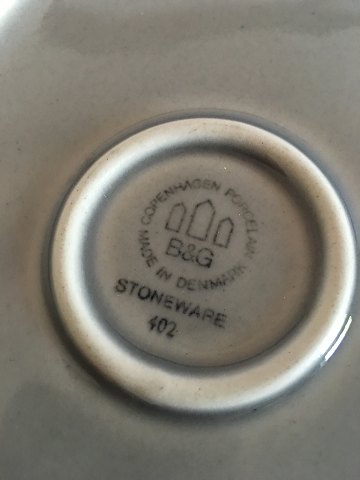 COPENHAGEN PORCELAIN
B&G
MADE IN DENMARK
STONEWARE
402